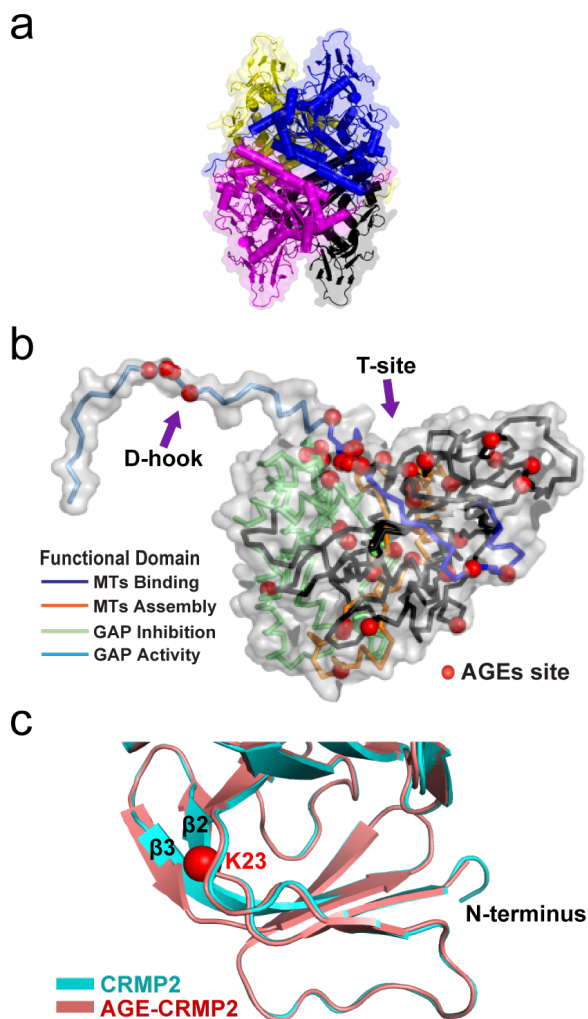 a
b
T-site
D-hook
Functional Domain
MTs Binding
MTs Assembly
GAP Inhibition
GAP Activity
AGEs site
c
β2
β3
K23
N-terminus
CRMP2
AGE-CRMP2